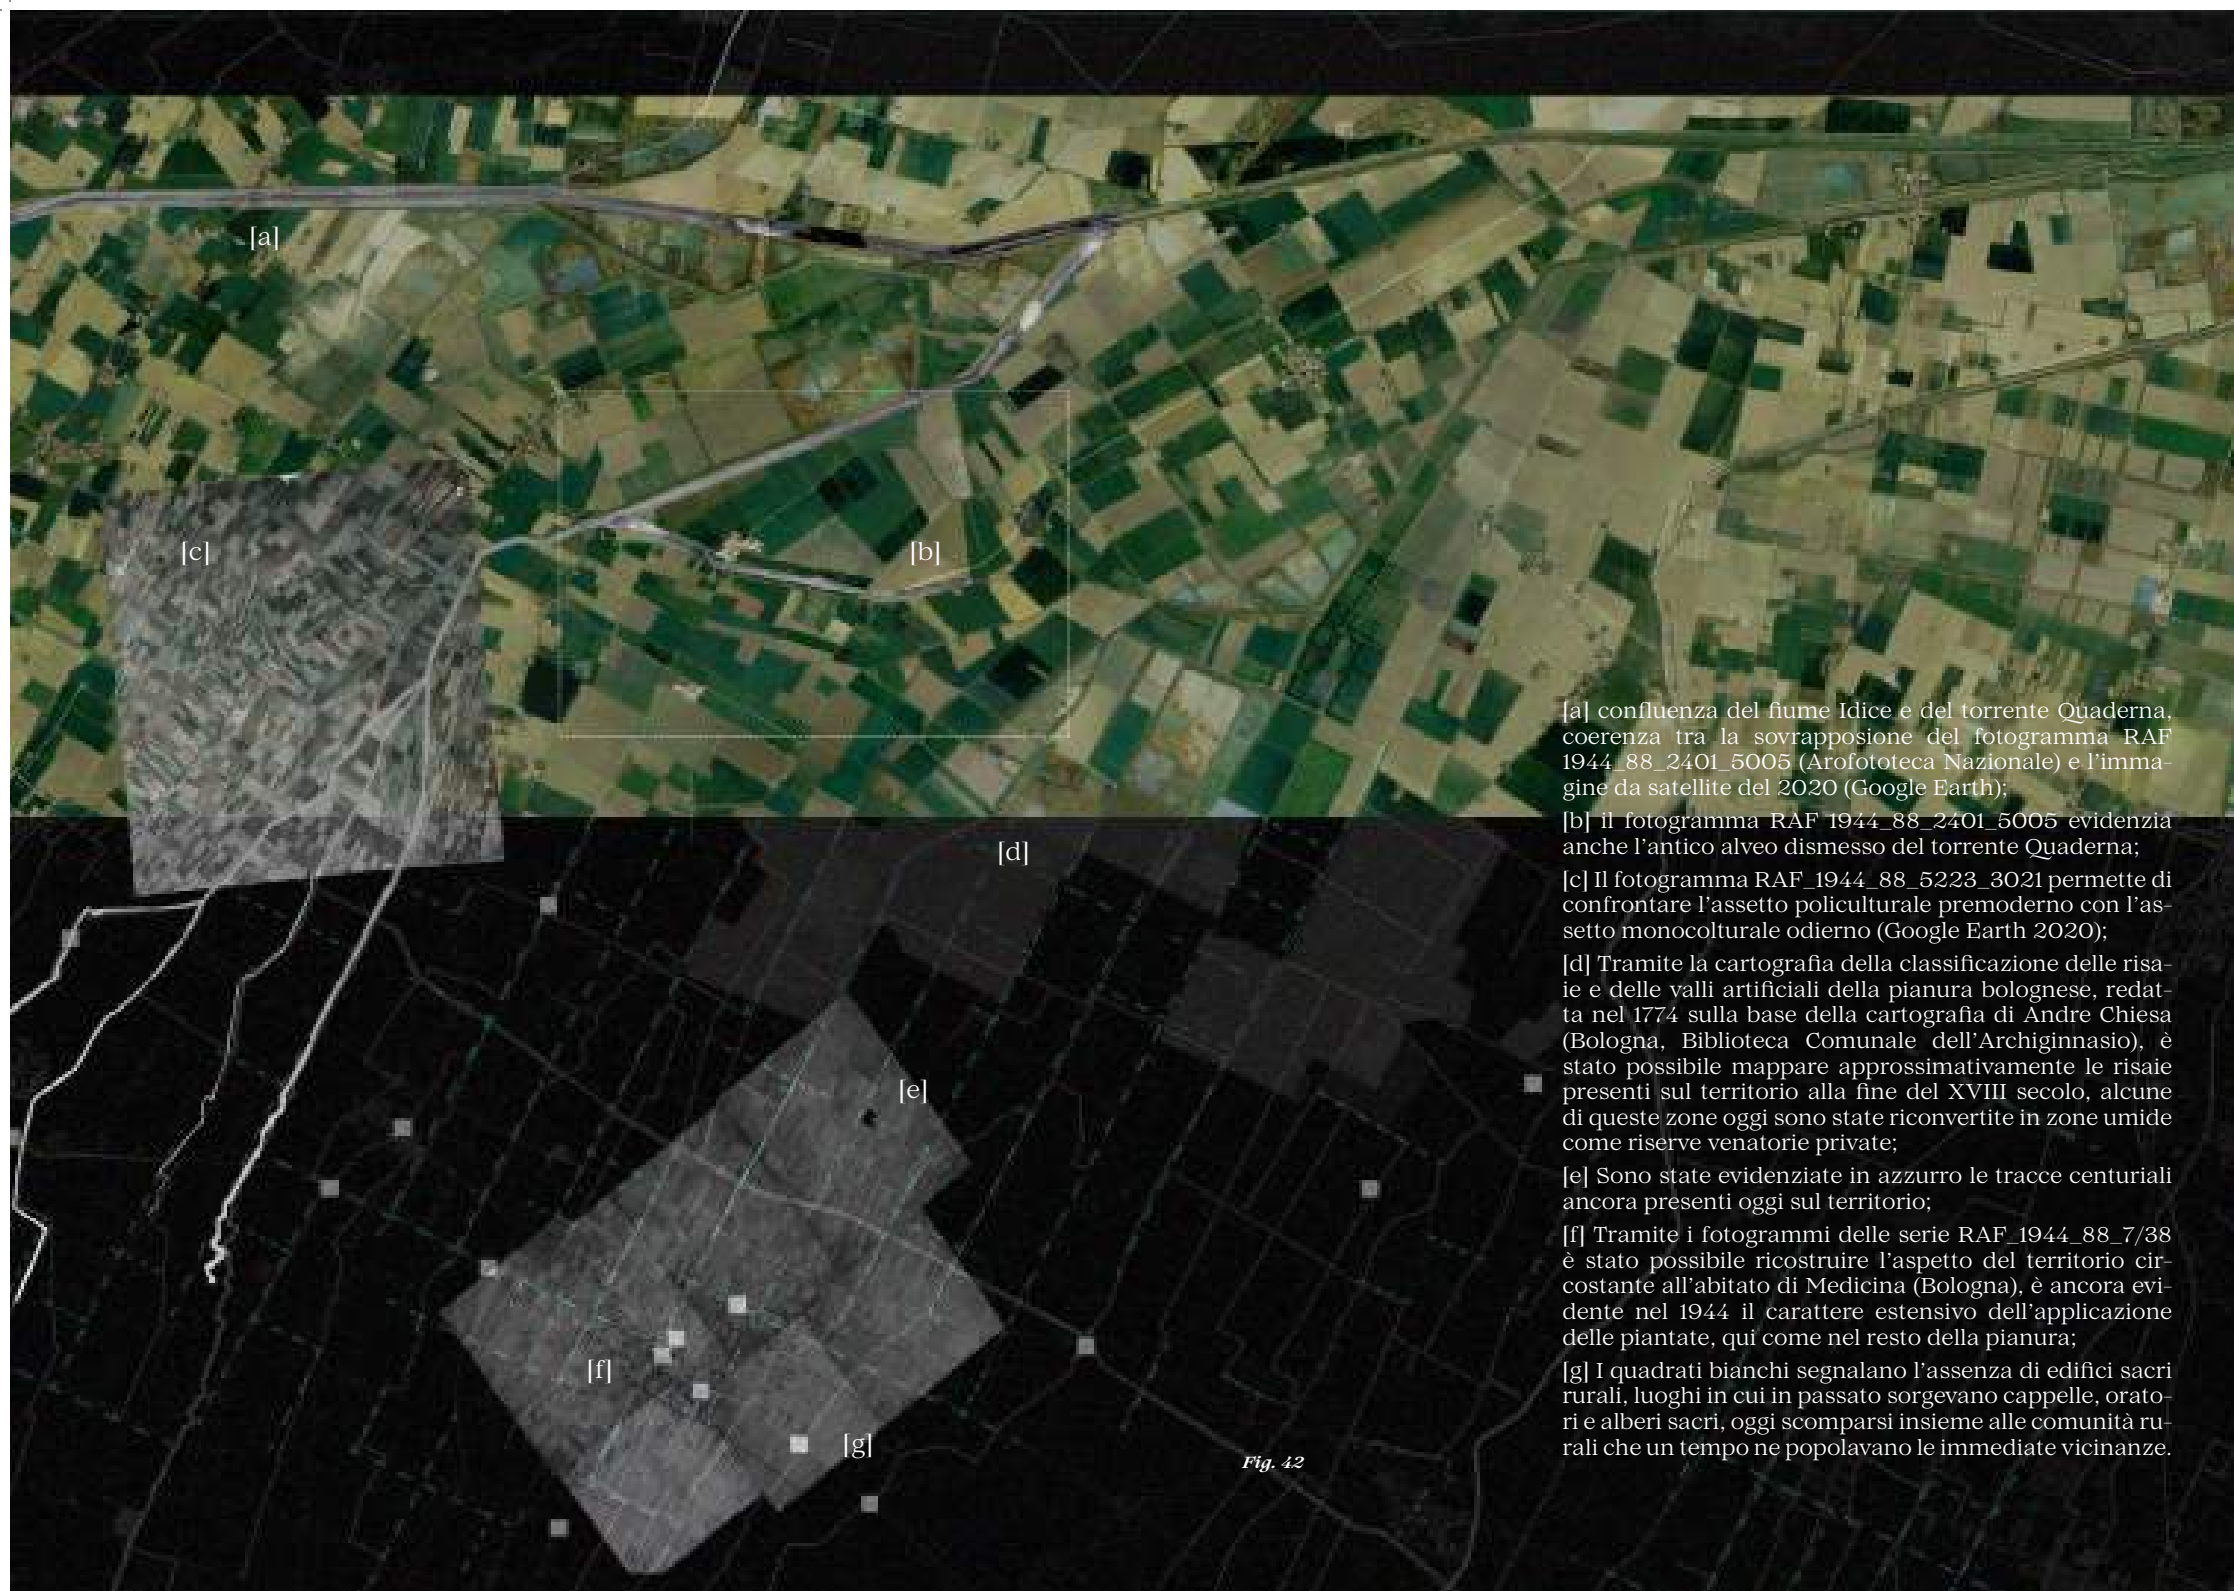 [a]
[c]
[b]
[d]
[e]
[f]
[g]
Fig. 42
[a] confluenza del fiume Idice e del torrente Quaderna,
coerenza tra la sovrapposione del fotogramma RAF
1944_88_2401_5005 (Arofototeca Nazionale) e l'imma-
gine da satellite del 2020 (Google Earth);
[b] il fotogramma RAF 1944_88_2401_5005 evidenzia
anche l'antico alveo dismesso del torrente Quaderna;
[c] Il fotogramma RAF_1944_88_5223_3021 permette di
confrontare l'assetto policulturale premoderno con l'as-
setto monocolturale odierno (Google Earth 2020);
[d] Tramite la cartografia della classificazione delle risa-
ie e delle valli artificiali della pianura bolognese, redat-
ta nel 1774 sulla base della cartografia di Andre Chiesa
(Bologna, Biblioteca Comunale dell'Archiginnasio), è
stato possibile mappare approssimativamente le risaie
presenti sul territorio alla fine del XVIII secolo, alcune
di queste zone oggi sono state riconvertite in zone umide
come riserve venatorie private;
[e] Sono state evidenziate in azzurro le tracce centuriali
ancora presenti oggi sul territorio;
[f] Tramite i fotogrammi delle serie RAF_1944_88_7/38
è stato possibile ricostruire l'aspetto del territorio cir-
costante all'abitato di Medicina (Bologna), è ancora evi-
dente nel 1944 il carattere estensivo dell'applicazione
delle piantate, qui come nel resto della pianura;
[g] I quadrati bianchi segnalano l'assenza di edifici sacri
rurali, luoghi in cui in passato sorgevano cappelle, orato-
ri e alberi sacri, oggi scomparsi insieme alle comunità ru-
rali che un tempo ne popolavano le immediate vicinanze.